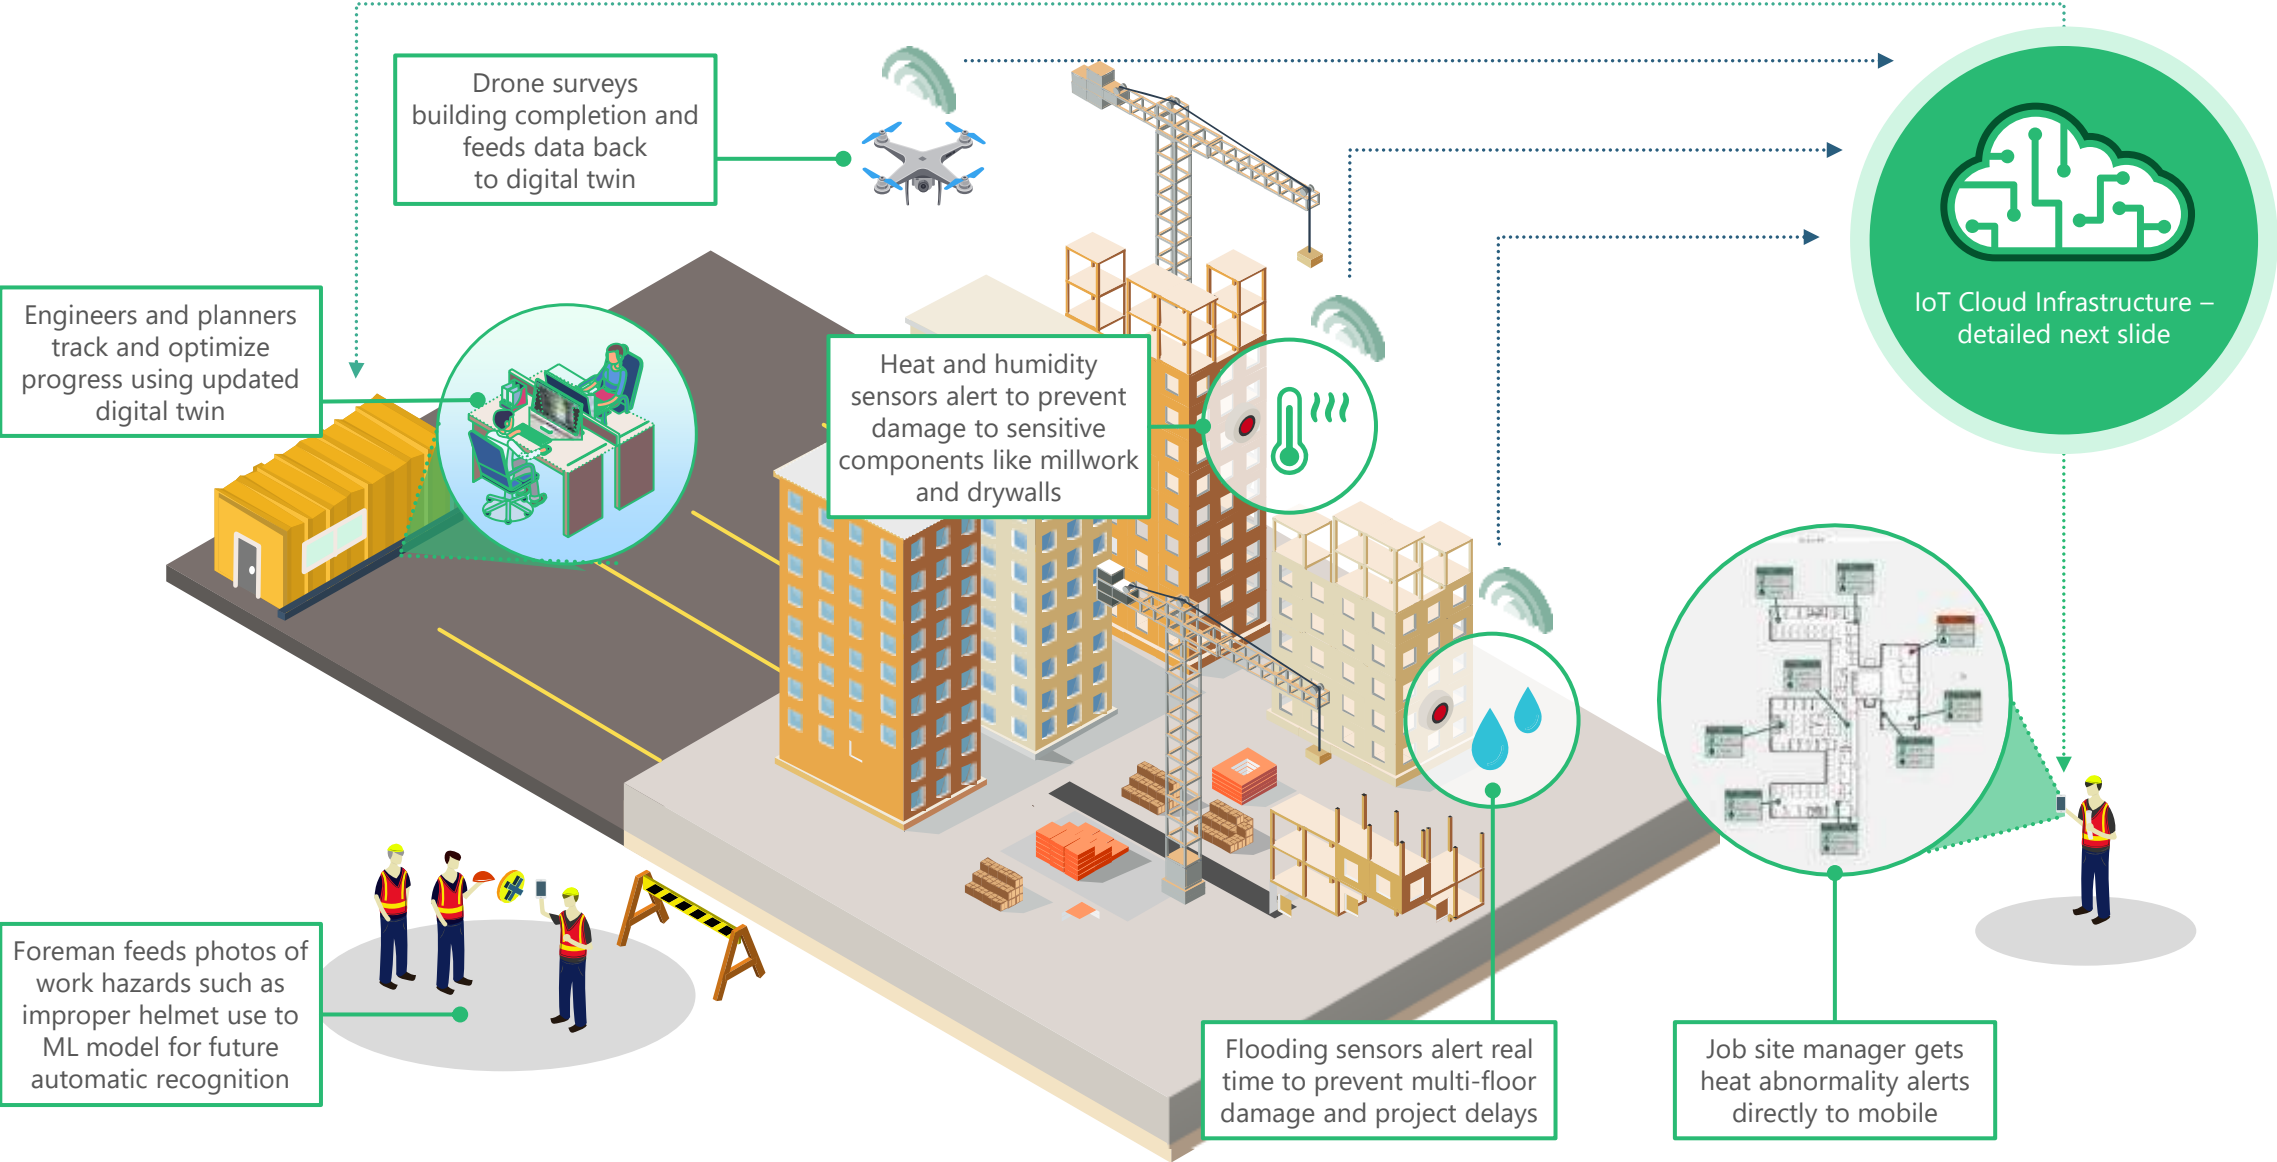 Drone surveys
building completion and
feeds data back
to digital twin
IoT Cloud Infrastructure –
detailed next slide
Engineers and planners
track and optimize
progress using updated
digital twin
Heat and humidity
sensors alert to prevent
damage to sensitive
components like millwork
and drywalls
Foreman feeds photos of
work hazards such as
improper helmet use to
ML model for future
automatic recognition
Flooding sensors alert real
time to prevent multi-floor
damage and project delays
Job site manager gets
heat abnormality alerts
directly to mobile